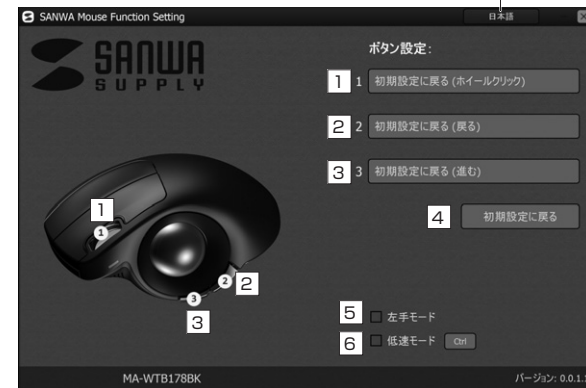 SANWA Mouse Function Setting
日本語
SANWA
SUPPLY
ボタン設定:
1 1 初期設定に戻る (ホイールクリック)
2 2 初期設定に戻る (戻る)
3 3 初期設定に戻る (進む)
4 初期設定に戻る
1
1
2 2
3
3
5 左手モード
6 低速モード Ctrl
MA-WTB178BK
バージョン: 0.0.1.